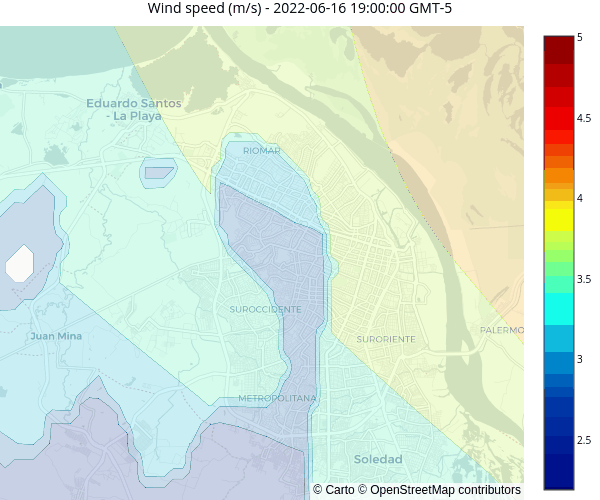 Wind speed (m/s) - 2022-06-16 19:00:00 GMT-5
5
Eduardo Santos
- La Playa
4.5
RIOMAR
4
3.5
SUROCCIDENTE
PALERMO
Juan Mina
SURORIENTE
3
METROPOLITANA
2.5
Soledad
© Carto © OpenStreetMap contributors